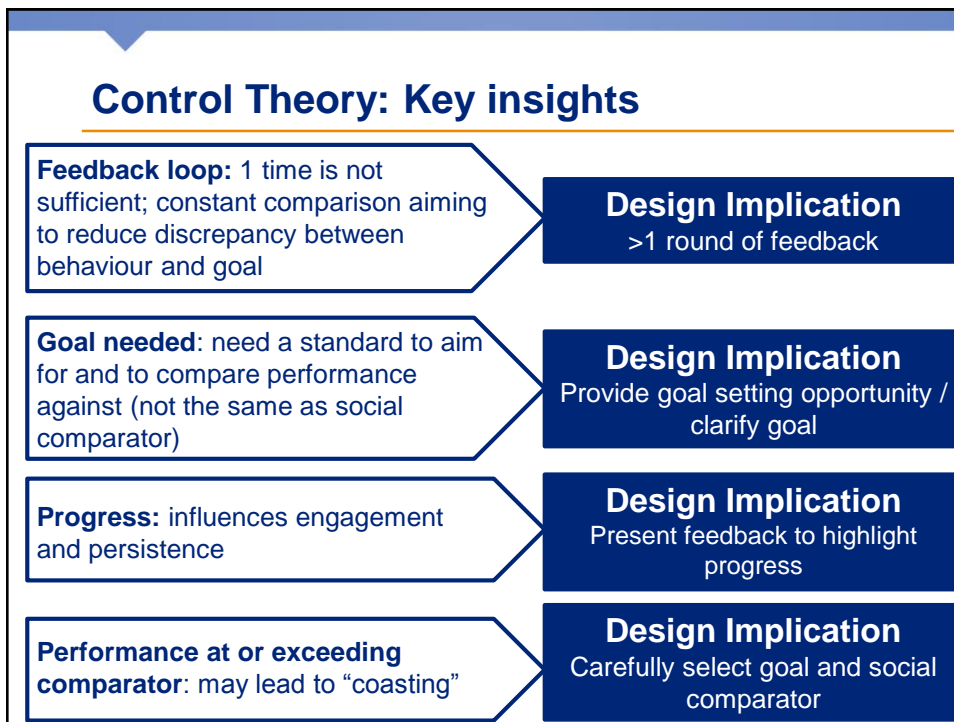 Control Theory: Key insights
Feedback loop: 1 time is not
sufficient; constant comparison aiming
to reduce discrepancy between
behaviour and goal
Design Implication
>1 round of feedback
Goal needed: need a standard to aim
for and to compare performance
against (not the same as social
comparator)
Design Implication
Provide goal setting opportunity /
clarify goal
Progress: influences engagement
and persistence
Design Implication
Present feedback to highlight
progress
Performance at or exceeding
comparator: may lead to “coasting”
Design Implication
Carefully select goal and social
comparator